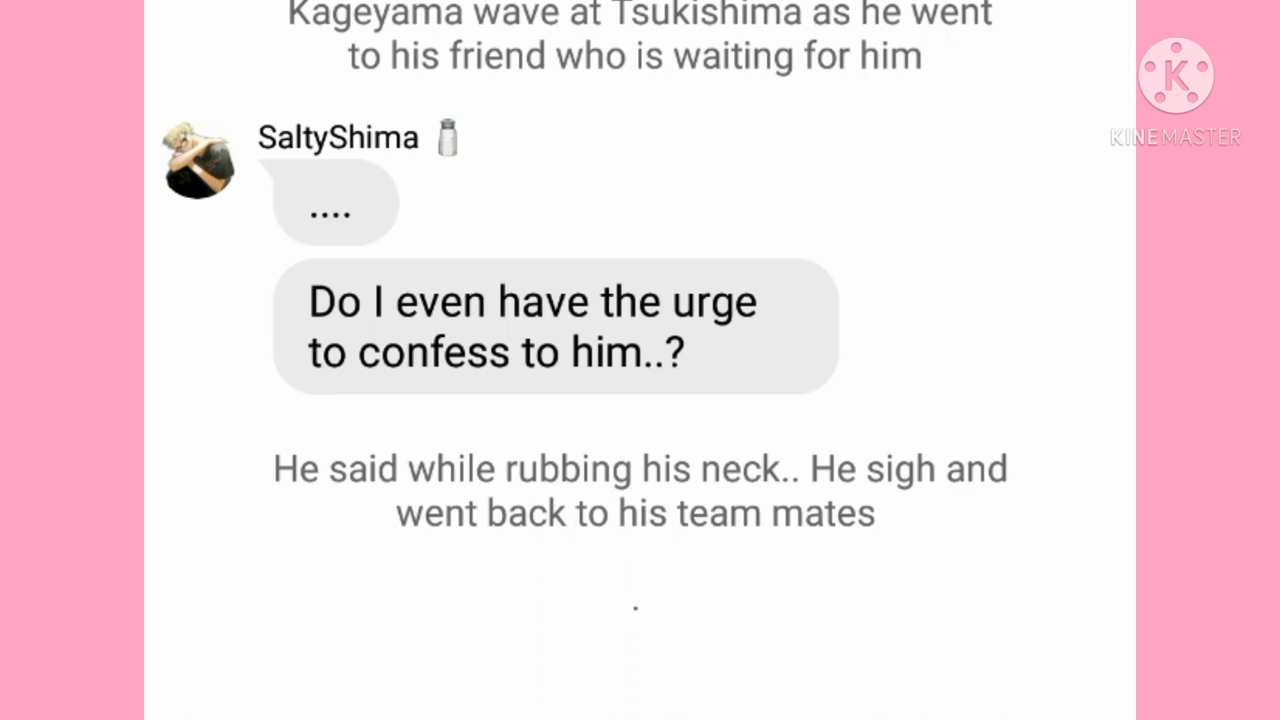 Kageyama wave at Tsukishima as he went
to his friend who is waiting for him
K
KINEMASTER
SaltyShima
....
Do I even have the urge
to confess to him..?
He said while rubbing his neck.. He sigh and
went back to his team mates
.